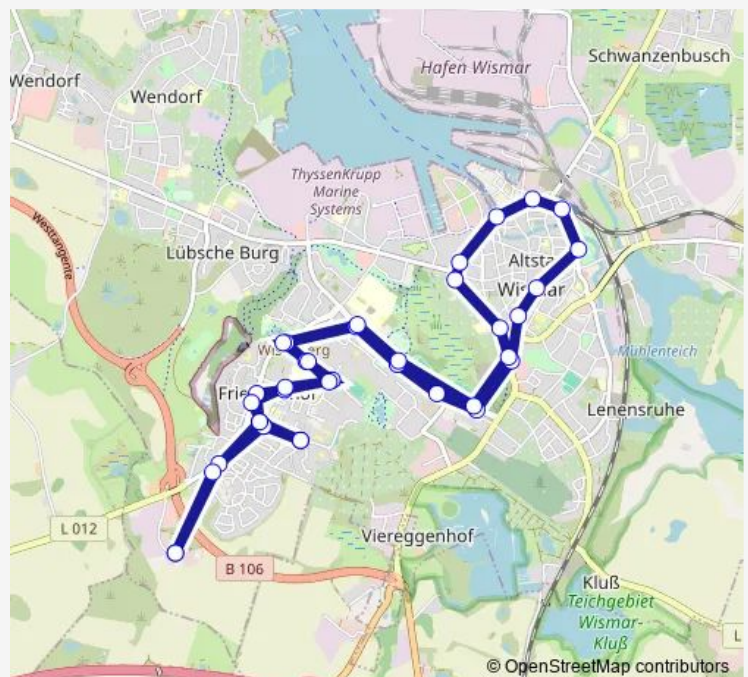 Schwanzenbusch
Hafen Wismar
Wendorf
Wendorf
ThyssenKrupp
Marine
Systems
Westtangente
Lübsche Burg
Altsta
Wismar
Mühlenteich
Lenensruhe
L 012
Viereggenhof
B 106
Kluß
Teichgebiet
Wismar-
Kluß
L
© OpenStreetMap contributors